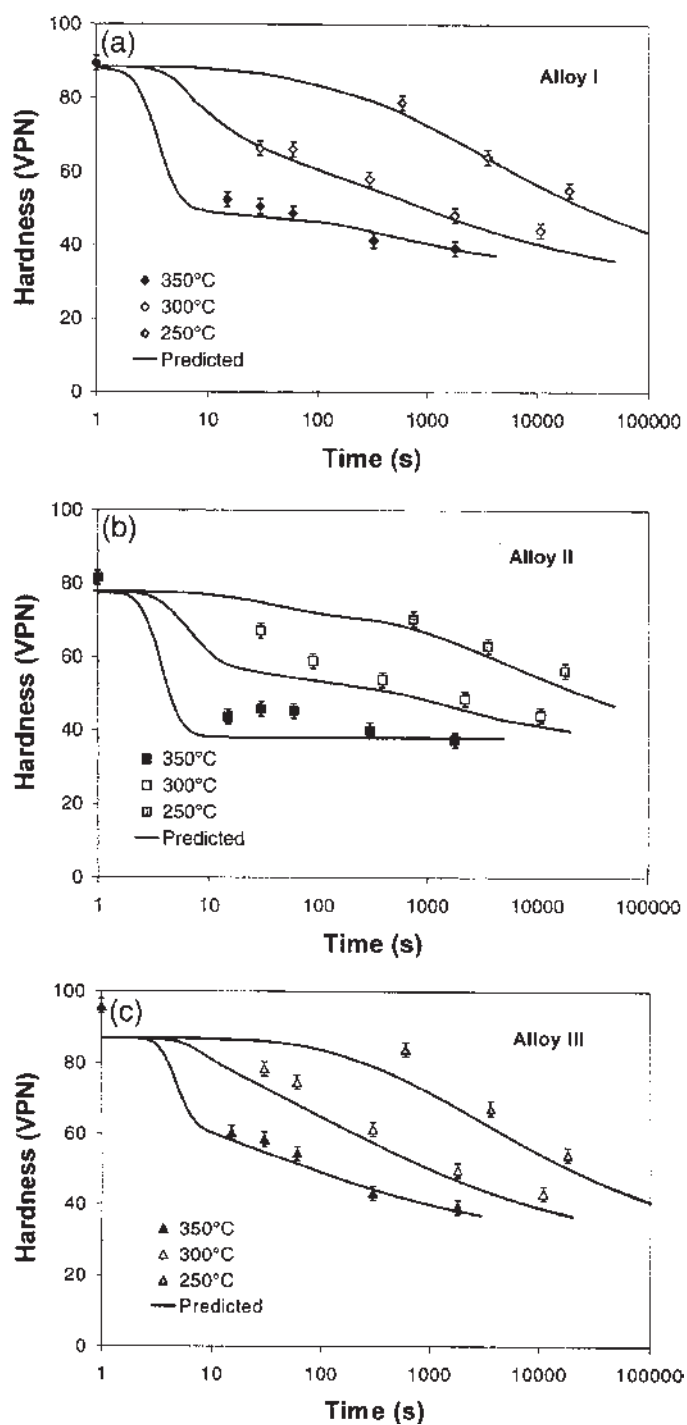 (a)
Alloy I
Hardness (VPN)
100
80
60
40
20
0
350°C
300°C
250°C
Predicted
1 10 100 1000 10000 100000
Time (s)
(b)
Alloy II
Hardness (VPN)
100
80
60
40
20
0
350°C
300°C
250°C
Predicted
1 10 100 1000 10000 100000
Time (s)
(c)
Alloy III
Hardness (VPN)
100
80
60
40
20
0
350°C
300°C
250°C
Predicted
1 10 100 1000 10000 100000
Time (s)